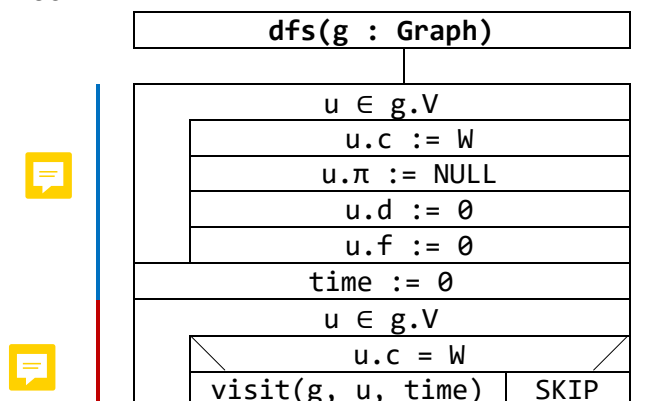 dfs(g : Graph)
u ∈ g.V
u.c := W
u.π := NULL
u.d := 0
u.f := 0
time := 0
u ∈ g.V
u.c = W
visit(g, u, time) SKIP